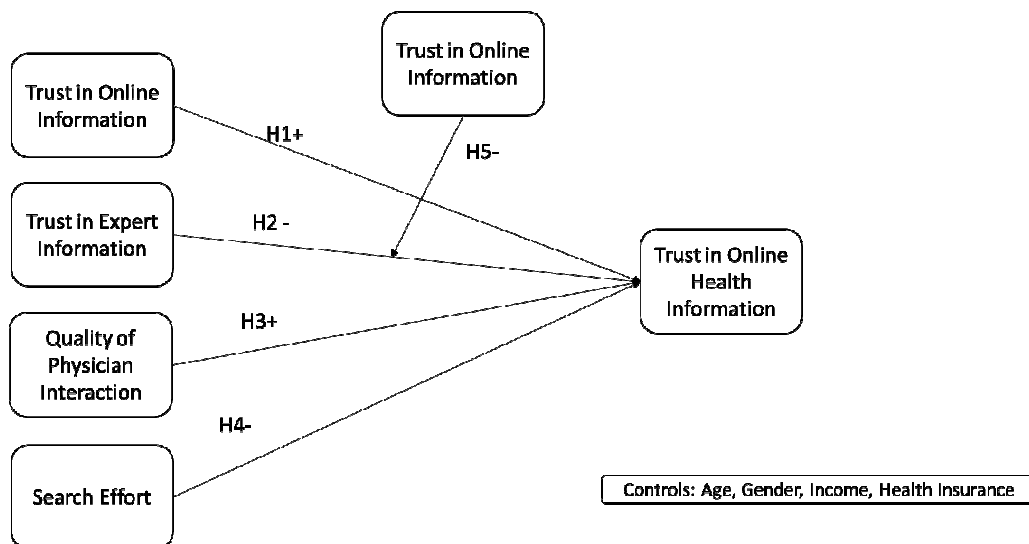 Trust in Online
Information
Trust in Online
Information
H1+
H5-
Trust in Expert
Information
H2 -
Trust in Online
Health
Information
Quality of
Physician
Interaction
H3+
H4-
Search Effort
Controls: Age, Gender, Income, Health Insurance